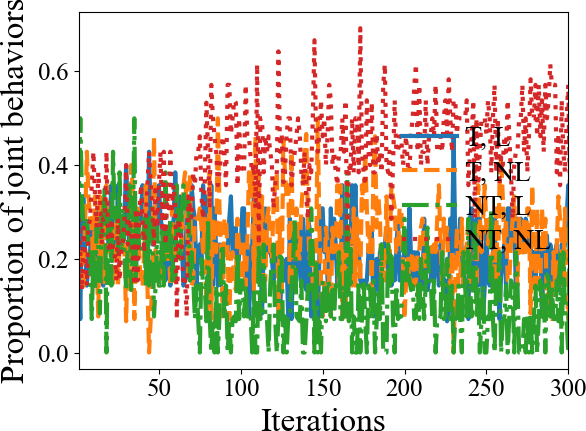 Proportion of joint behaviors
0.6
0.4
0.2
0.0
T, L
T, NL
NT, L
NT, NL
50
100
150
200
250
300
Iterations